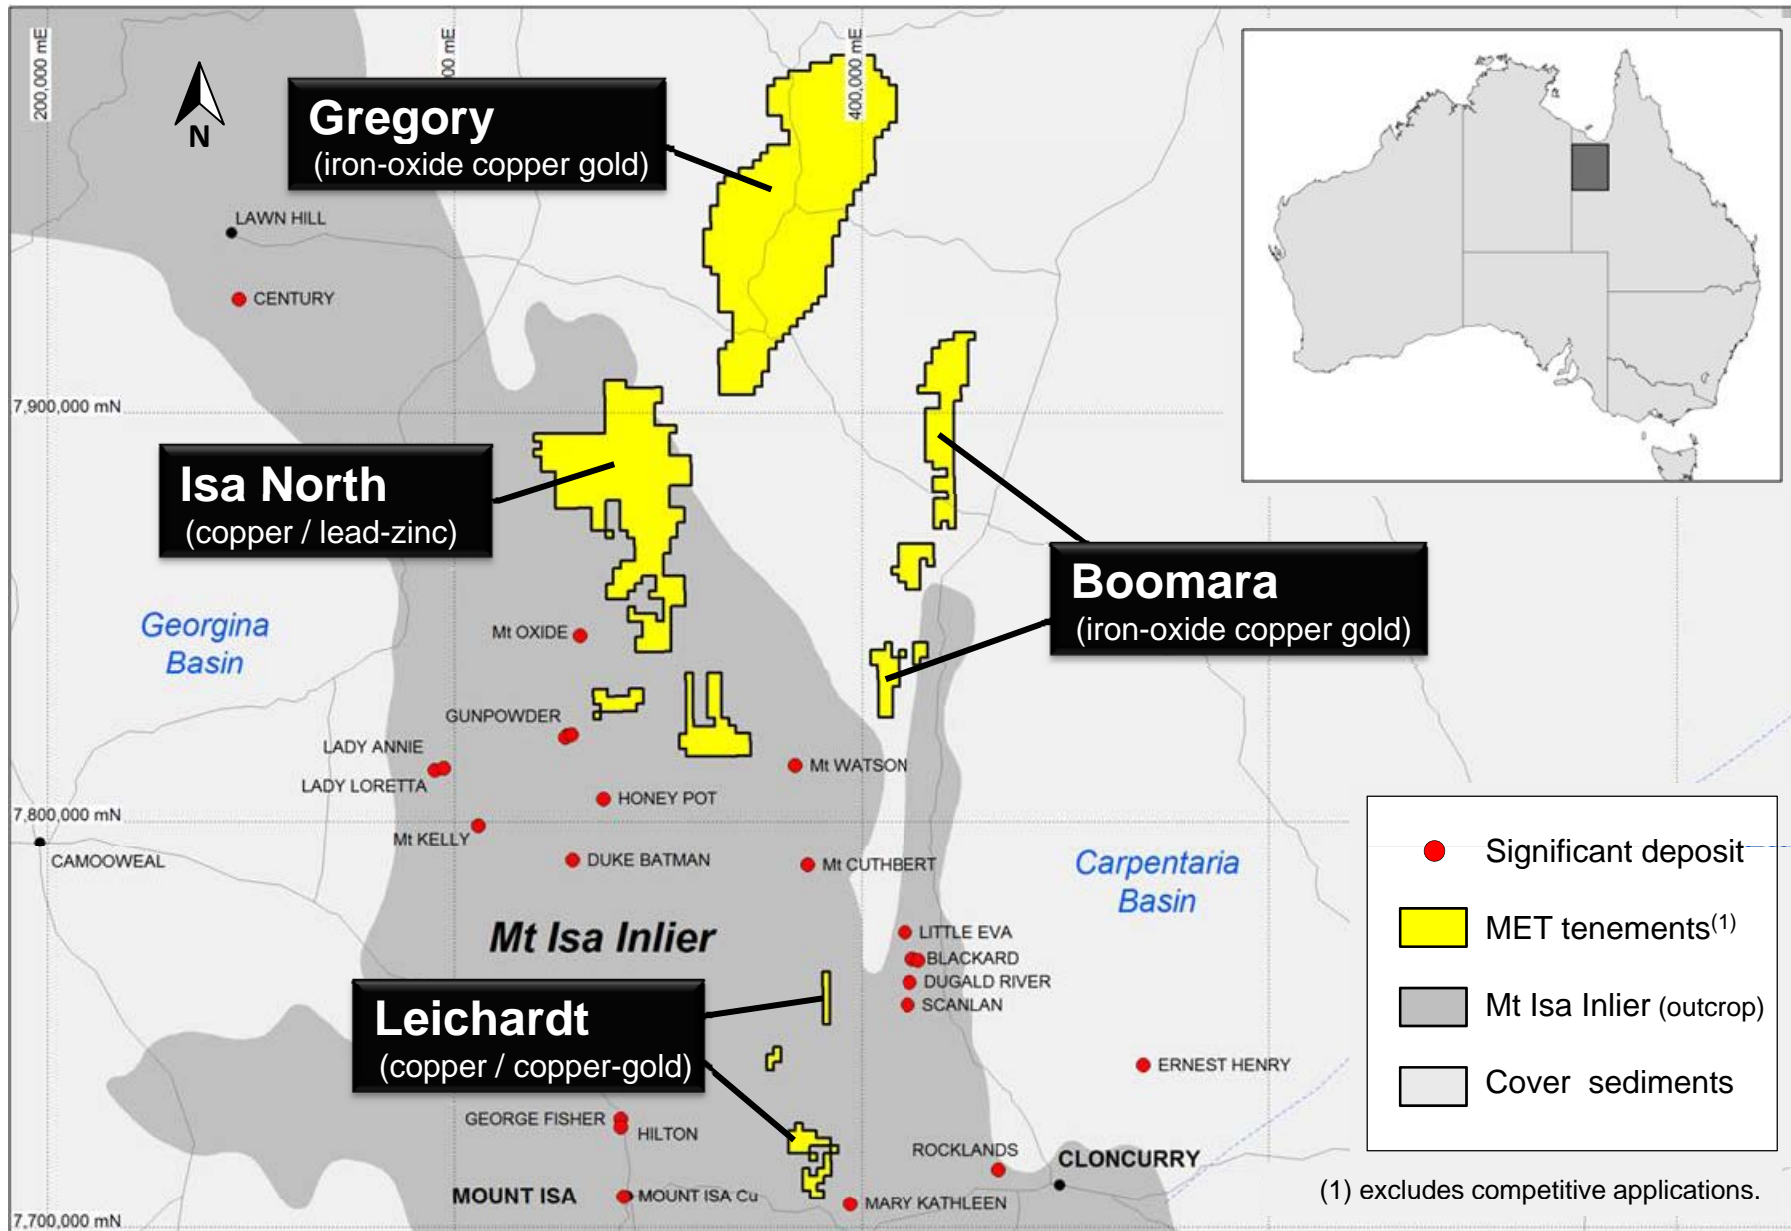 200,000 mE
400,000 mE
N
Gregory
(iron-oxide copper gold)
LAWN HILL
CENTURY
7,900,000 mN
Isa North
(copper / lead-zinc)
Boomara
(iron-oxide copper gold)
Georgina
Basin
Mt OXIDE
GUNPOWDER
LADY ANNIE
LADY LORETTA
Mt WATSON
HONEY POT
7,800,000 mN
Mt KELLY
CAMOOWEAL
DUKE BATMAN
Mt CUTHBERT
Carpentaria
Basin
Mt Isa Inlier
LITTLE EVA
BLACKARD
DUGALD RIVER
SCANLAN
Leichardt
(copper / copper-gold)
ERNEST HENRY
GEORGE FISHER
HILTON
ROCKLANDS
CLONCURRY
MOUNT ISA
MOUNT ISA Cu
MARY KATHLEEN
7,700,000 mN
Significant deposit
MET tenements(1)
Mt Isa Inlier (outcrop)
Cover sediments
(1) excludes competitive applications.